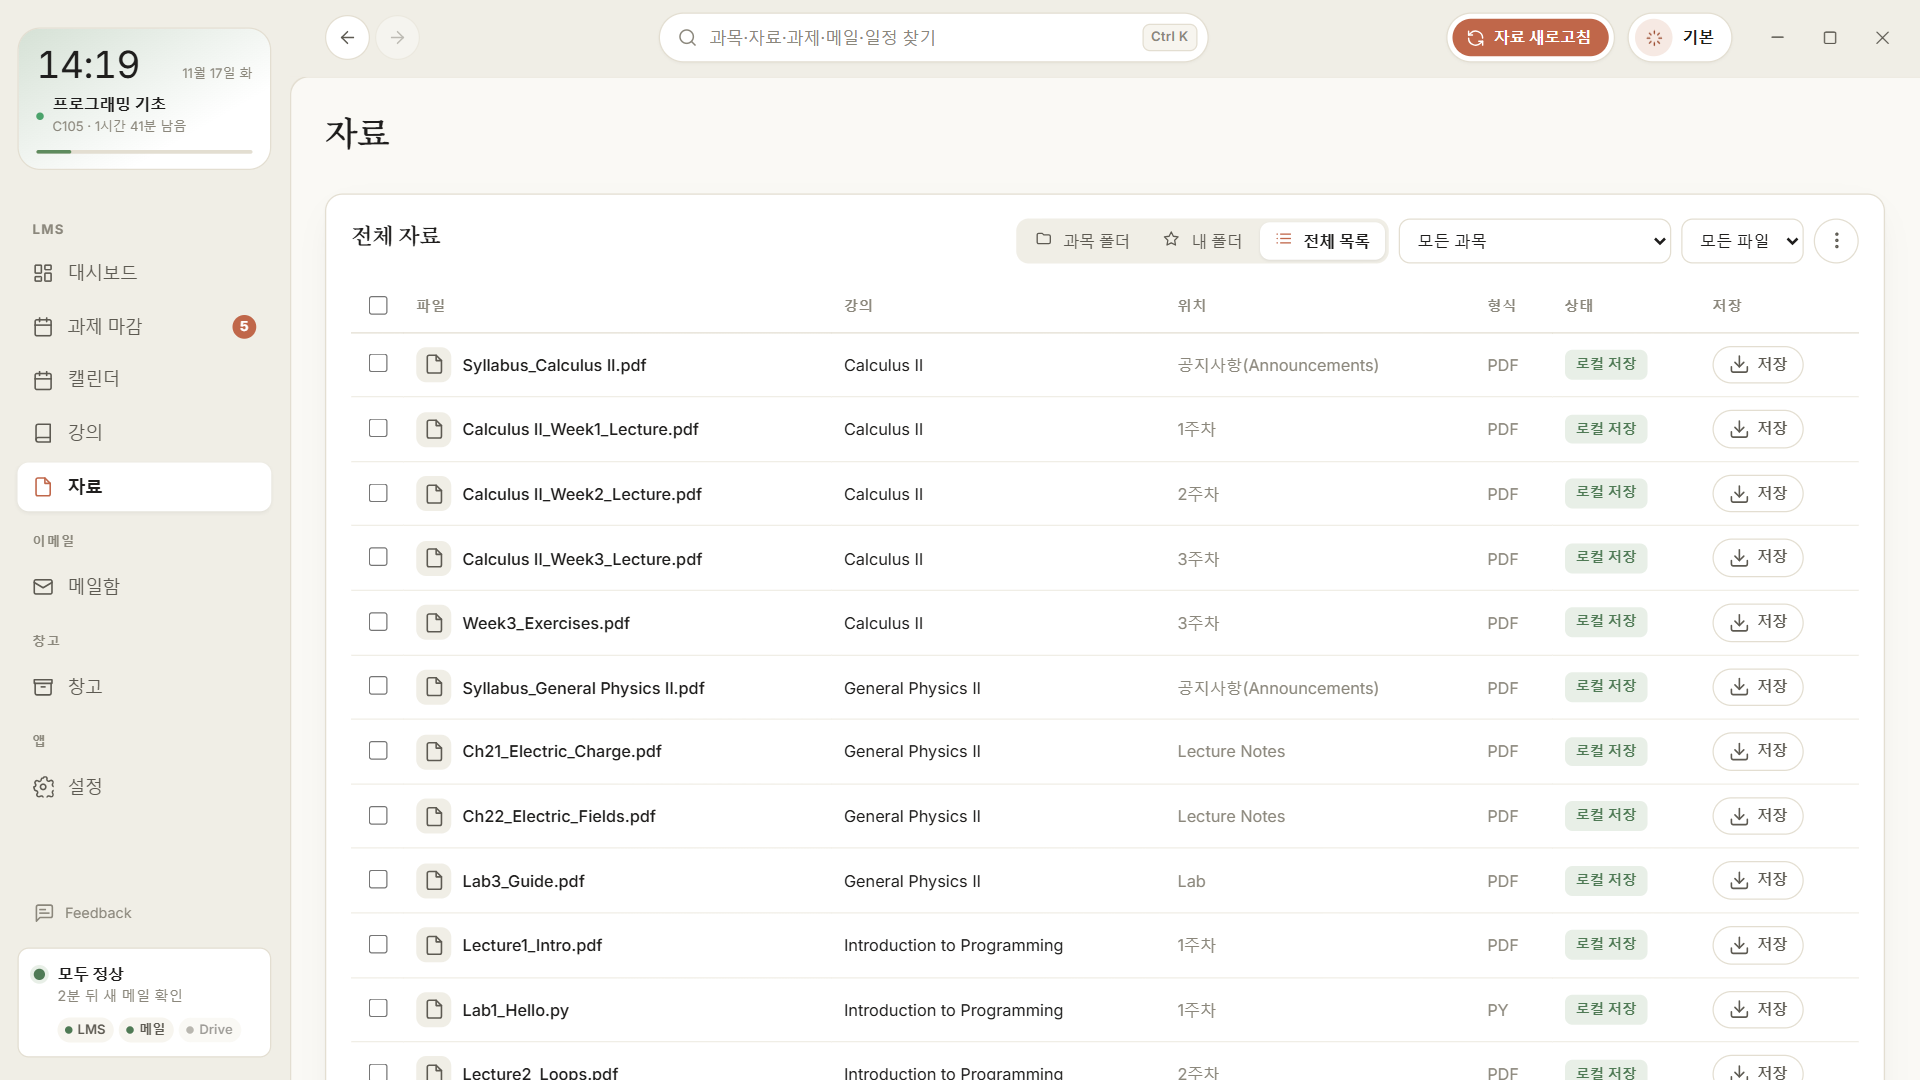 14:19
11월 17일 화
프로그래밍 기초
C105 · 1시간 41분 남음
LMS
대시보드
과제 마감
5
캘린더
강의
자료
이메일
메일함
창고
창고
앱
설정
Feedback
모두 정상
2분 뒤 새 메일 확인
LMS
메일
Drive
과목·자료·과제·메일·일정 찾기
Ctrl K
자료 새로고침
기본
자료
전체 자료
과목 폴더
내 폴더
전체 목록
모든 과목
모든 파일
파일 강의 위치 형식 상태 저장
Syllabus_Calculus II.pdf Calculus II 공지사항(Announcements) PDF 로컬 저장 저장
Calculus II_Week1_Lecture.pdf Calculus II 1주차 PDF 로컬 저장 저장
Calculus II_Week2_Lecture.pdf Calculus II 2주차 PDF 로컬 저장 저장
Calculus II_Week3_Lecture.pdf Calculus II 3주차 PDF 로컬 저장 저장
Week3_Exercises.pdf Calculus II 3주차 PDF 로컬 저장 저장
Syllabus_General Physics II.pdf General Physics II 공지사항(Announcements) PDF 로컬 저장 저장
Ch21_Electric_Charge.pdf General Physics II Lecture Notes PDF 로컬 저장 저장
Ch22_Electric_Fields.pdf General Physics II Lecture Notes PDF 로컬 저장 저장
Lab3_Guide.pdf General Physics II Lab PDF 로컬 저장 저장
Lecture1_Intro.pdf Introduction to Programming 1주차 PDF 로컬 저장 저장
Lab1_Hello.py Introduction to Programming 1주차 PY 로컬 저장 저장
Lecture2_Loops.pdf Introduction to Programming 2주차 PDF 로컬 저장 저장